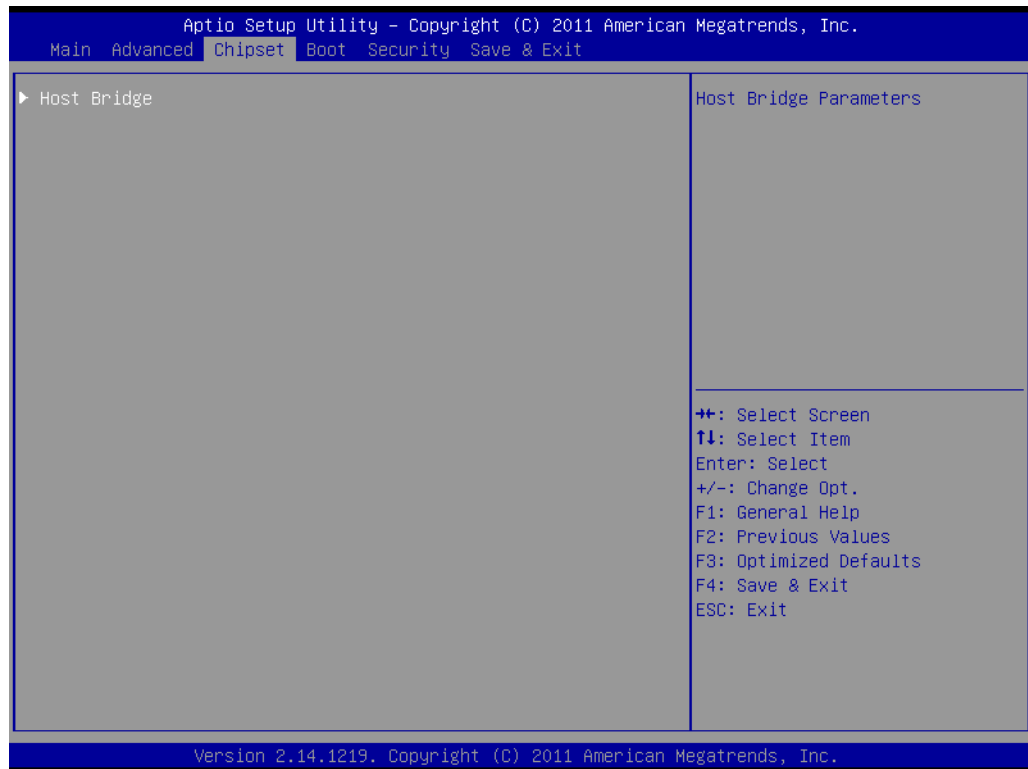 Aptio Setup Utility – Copyright (C) 2011 American Megatrends, Inc.
Main Advanced Chipset Boot Security Save & Exit
▶ Host Bridge
Host Bridge Parameters
→←: Select Screen
↑↓: Select Item
Enter: Select
+/-: Change Opt.
F1: General Help
F2: Previous Values
F3: Optimized Defaults
F4: Save & Exit
ESC: Exit
Version 2.14.1219. Copyright (C) 2011 American Megatrends, Inc.